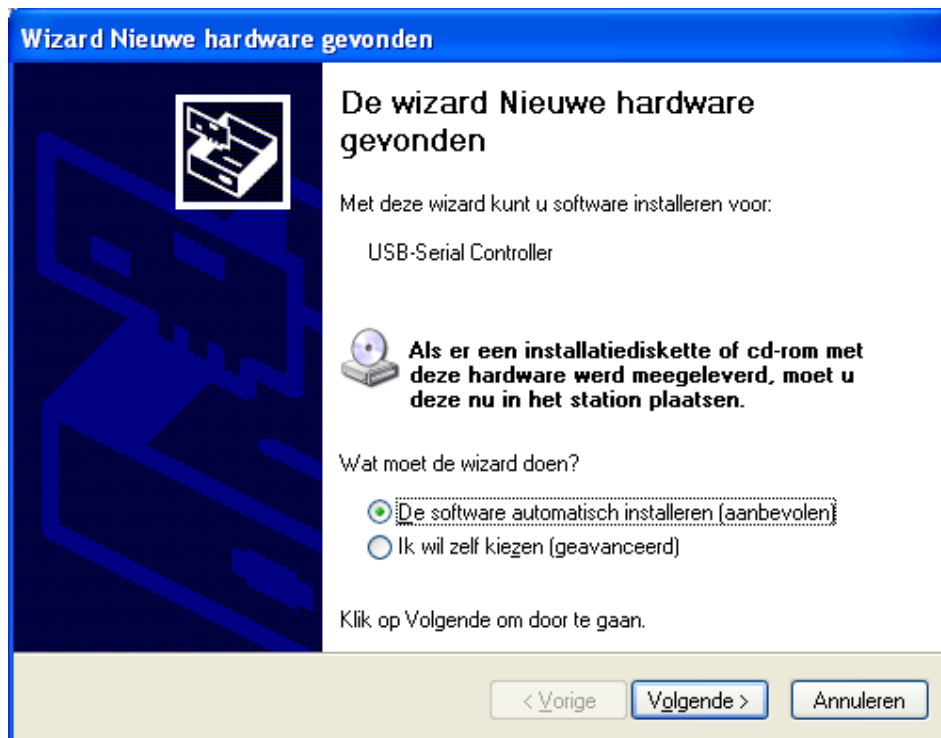 Wizard Nieuwe hardware gevonden
De wizard Nieuwe hardware
gevonden
Met deze wizard kunt u software installeren voor:
USB-Serial Controller
Als er een installatiediskette of cd-rom met
deze hardware werd meegeleverd, moet u
deze nu in het station plaatsen.
Wat moet de wizard doen?
De software automatisch installeren (aanbevolen)
Ik wil zelf kiezen (geavanceerd)
Klik op Volgende om door te gaan.
< Vorige Volgende > Annuleren